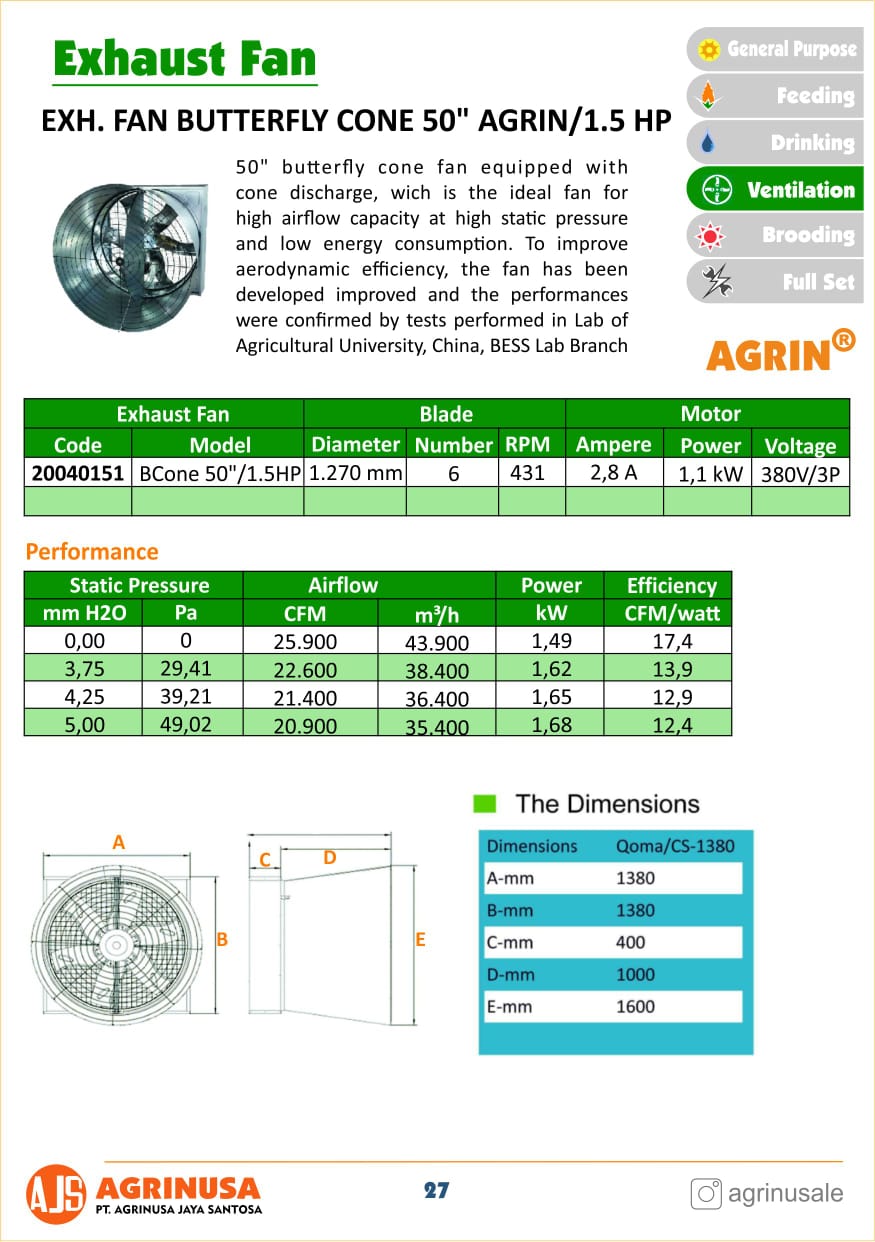 Exhaust Fan
EXH. FAN BUTTERFLY CONE 50" AGRIN/1.5 HP
General Purpose
Feeding
Drinking
Ventilation
Brooding
Full Set
50" butterfly cone fan equipped with
cone discharge, wich is the ideal fan for
high airflow capacity at high static pressure
and low energy consumption. To improve
aerodynamic efficiency, the fan has been
developed improved and the performances
were confirmed by tests performed in Lab of
Agricultural University, China, BESS Lab Branch
AGRIN®
Exhaust Fan Blade Motor
Code Model Diameter Number RPM Ampere Power Voltage
20040151 BCone 50"/1.5HP 1.270 mm 6 431 2,8 A 1,1 kW 380V/3P
Performance
Static Pressure Airflow Power Efficiency
mm H2O Pa CFM m³/h kW CFM/watt
0,00 0 25.900 43.900 1,49 17,4
3,75 29,41 22.600 38.400 1,62 13,9
4,25 39,21 21.400 36.400 1,65 12,9
5,00 49,02 20.900 35.400 1,68 12,4
A
B
C
D
E
The Dimensions
Dimensions Qoma/CS-1380
A-mm 1380
B-mm 1380
C-mm 400
D-mm 1000
E-mm 1600
AJS AGRINUSA
PT. AGRINUSA JAYA SANTOSA
27
agrinusale